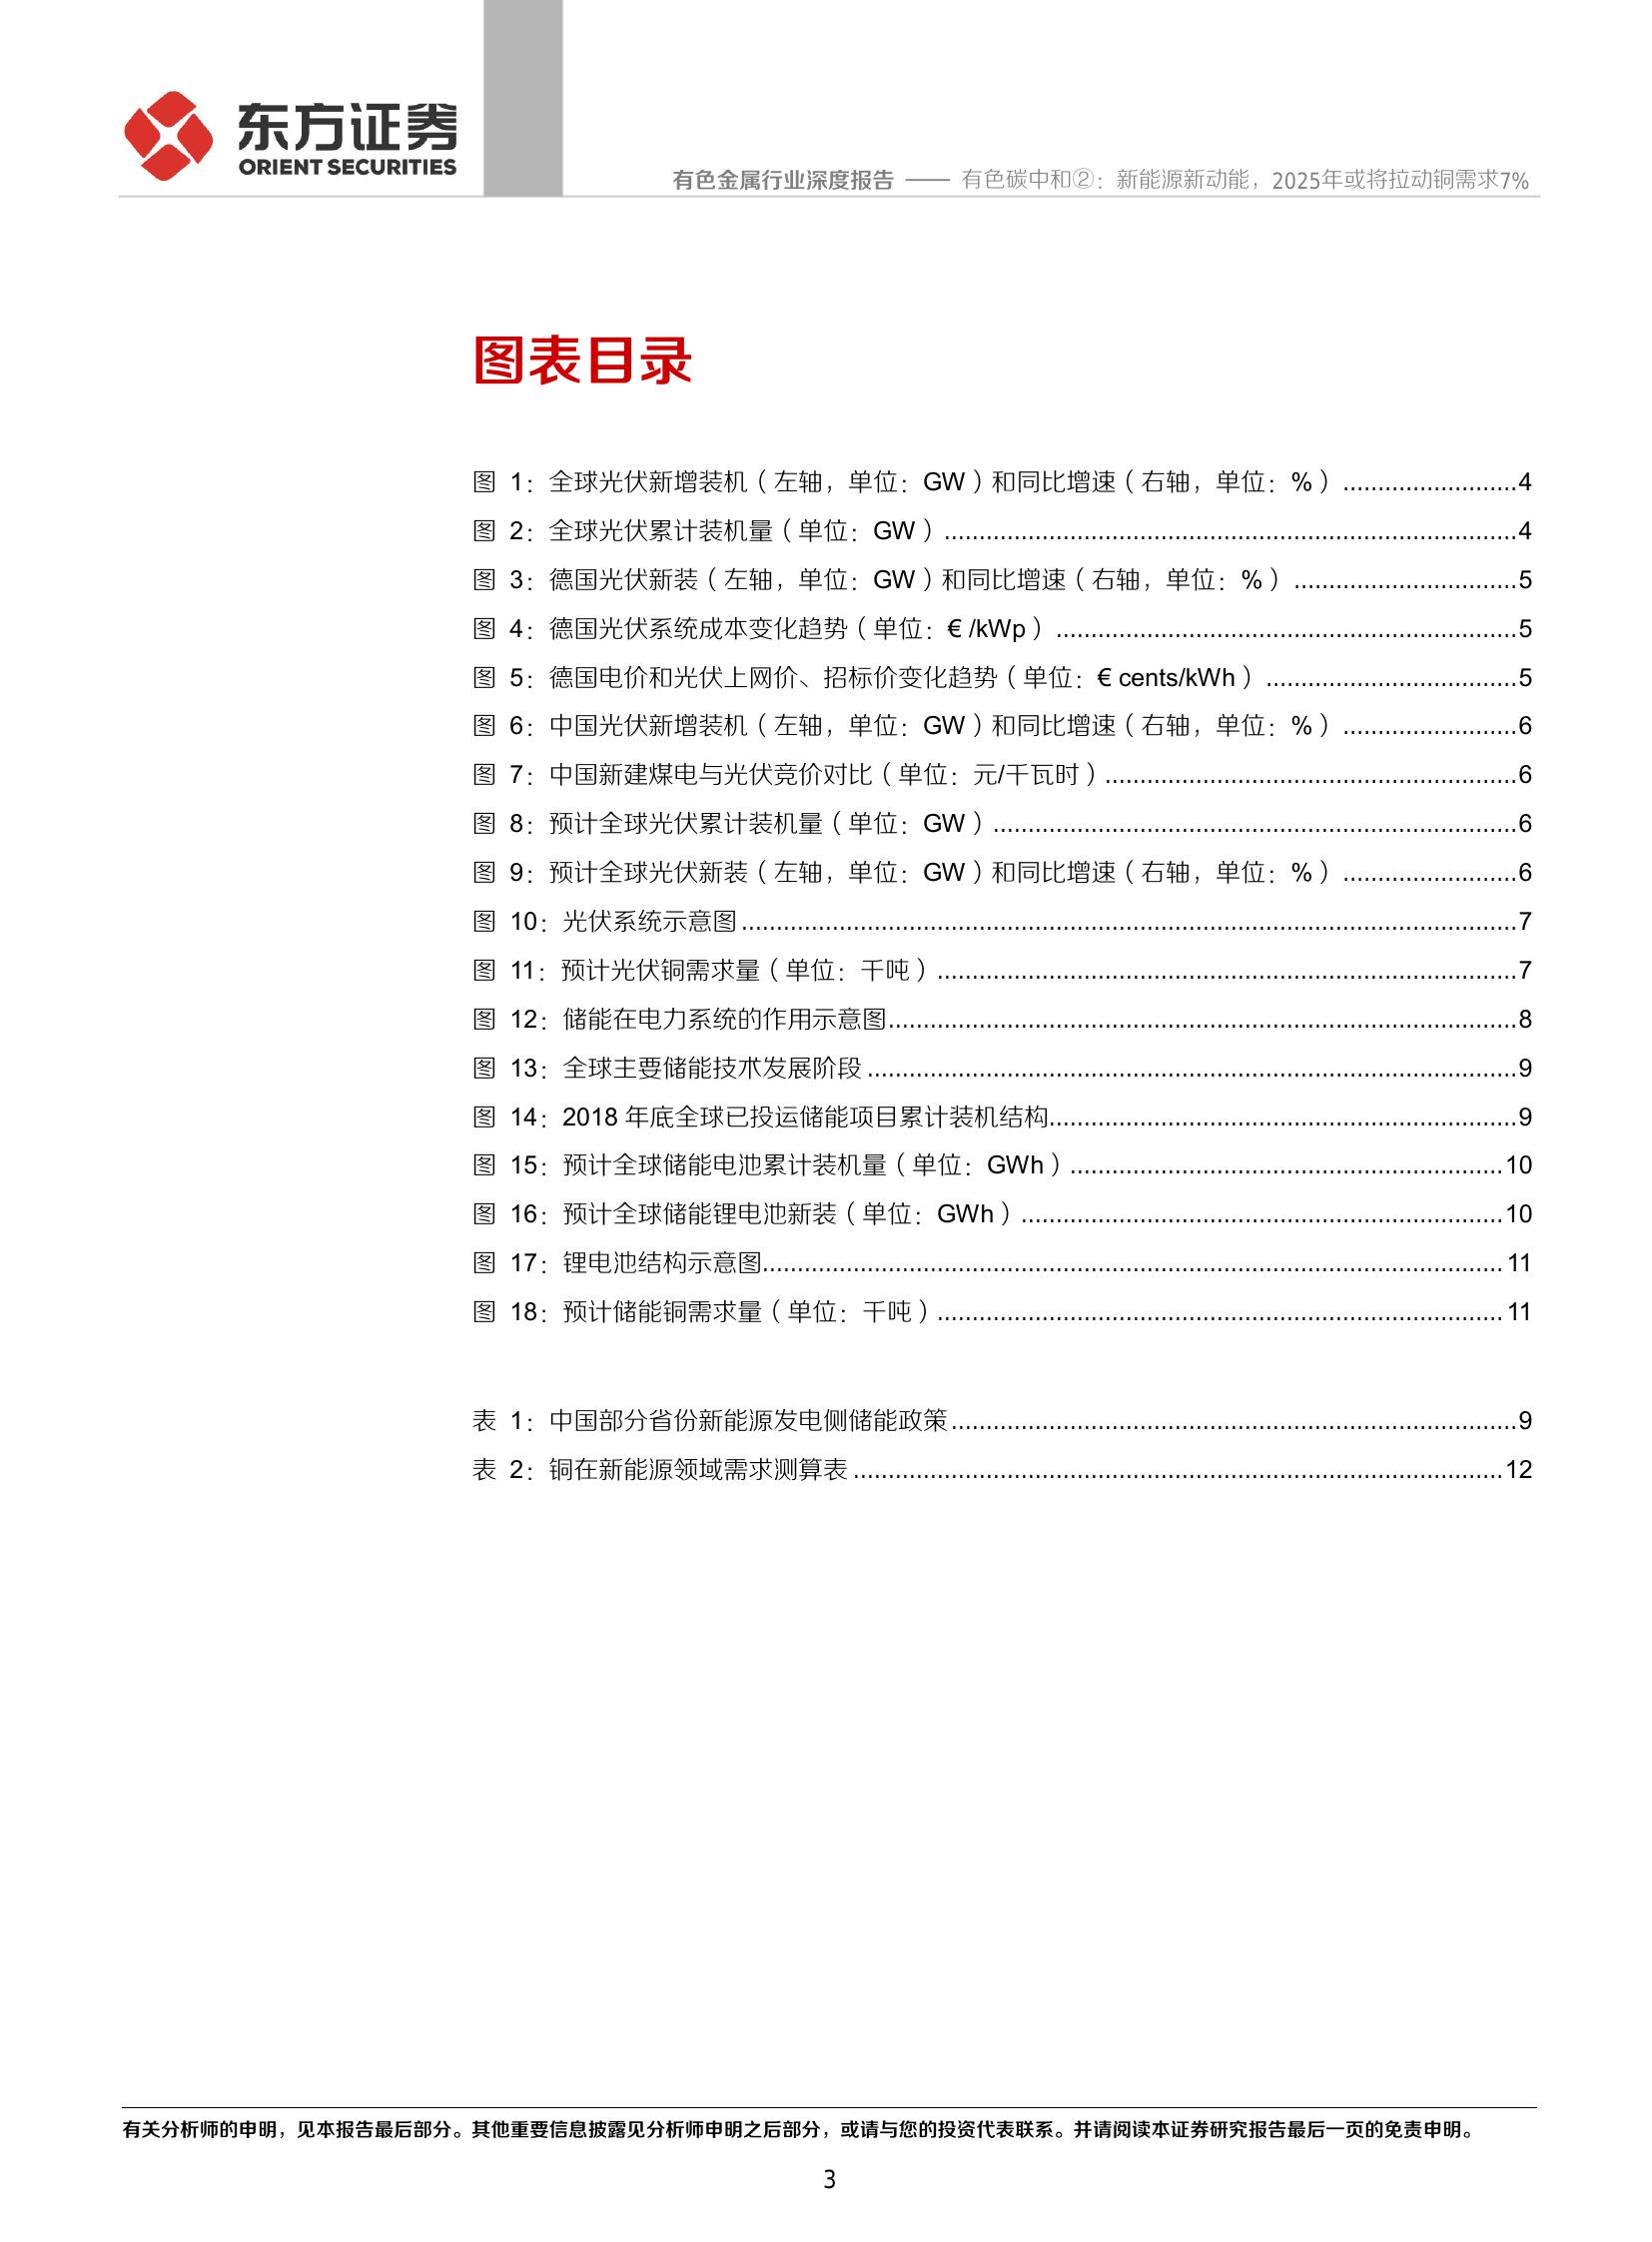 东方证券
ORIENT SECURITIES
有色金属行业深度报告 —— 有色碳中和②：新能源新动能，2025年或将拉动铜需求7%
图表目录
图 1：全球光伏新增装机（左轴，单位：GW）和同比增速（右轴，单位：%）.........................4
图 2：全球光伏累计装机量（单位：GW）..................................................................................4
图 3：德国光伏新装（左轴，单位：GW）和同比增速（右轴，单位：%）................................5
图 4：德国光伏系统成本变化趋势（单位：€ /kWp）..................................................................5
图 5：德国电价和光伏上网价、招标价变化趋势（单位：€ cents/kWh）....................................5
图 6：中国光伏新增装机（左轴，单位：GW）和同比增速（右轴，单位：%）.........................6
图 7：中国新建煤电与光伏竞价对比（单位：元/千瓦时）...........................................................6
图 8：预计全球光伏累计装机量（单位：GW）...........................................................................6
图 9：预计全球光伏新装（左轴，单位：GW）和同比增速（右轴，单位：%）.........................6
图 10：光伏系统示意图...............................................................................................................7
图 11：预计光伏铜需求量（单位：千吨）...................................................................................7
图 12：储能在电力系统的作用示意图..........................................................................................8
图 13：全球主要储能技术发展阶段.............................................................................................9
图 14：2018 年底全球已投运储能项目累计装机结构...................................................................9
图 15：预计全球储能电池累计装机量（单位：GWh）..............................................................10
图 16：预计全球储能锂电池新装（单位：GWh）.....................................................................10
图 17：锂电池结构示意图.......................................................................................................... 11
图 18：预计储能铜需求量（单位：千吨）................................................................................. 11
表 1：中国部分省份新能源发电侧储能政策.................................................................................9
表 2：铜在新能源领域需求测算表.............................................................................................12
有关分析师的申明，见本报告最后部分。其他重要信息披露见分析师申明之后部分，或请与您的投资代表联系。并请阅读本证券研究报告最后一页的免责申明。
3